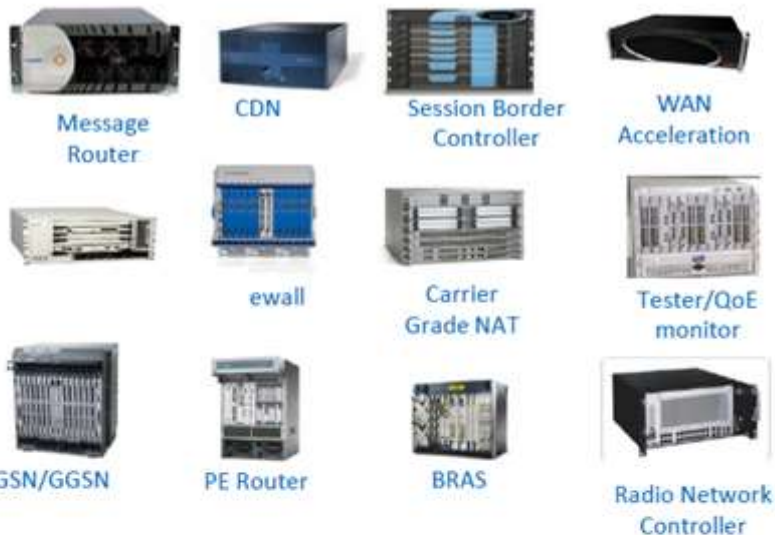 Message
Router
CDN
Session Border
Controller
WAN
Acceleration
ewall
Carrier
Grade NAT
Tester/QoE
monitor
GSN/GGSN
PE Router
BRAS
Radio Network
Controller